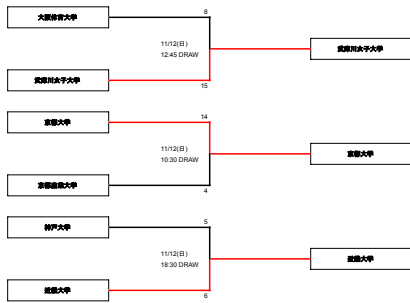 大阪体育大学
8
11/12(日)
12:45 DRAW
武庫川女子大学
武庫川女子大学
15
京都大学
14
11/12(日)
10:30 DRAW
京都大学
京都産業大学
4
神戸大学
5
11/12(日)
18:30 DRAW
近畿大学
近畿大学
6